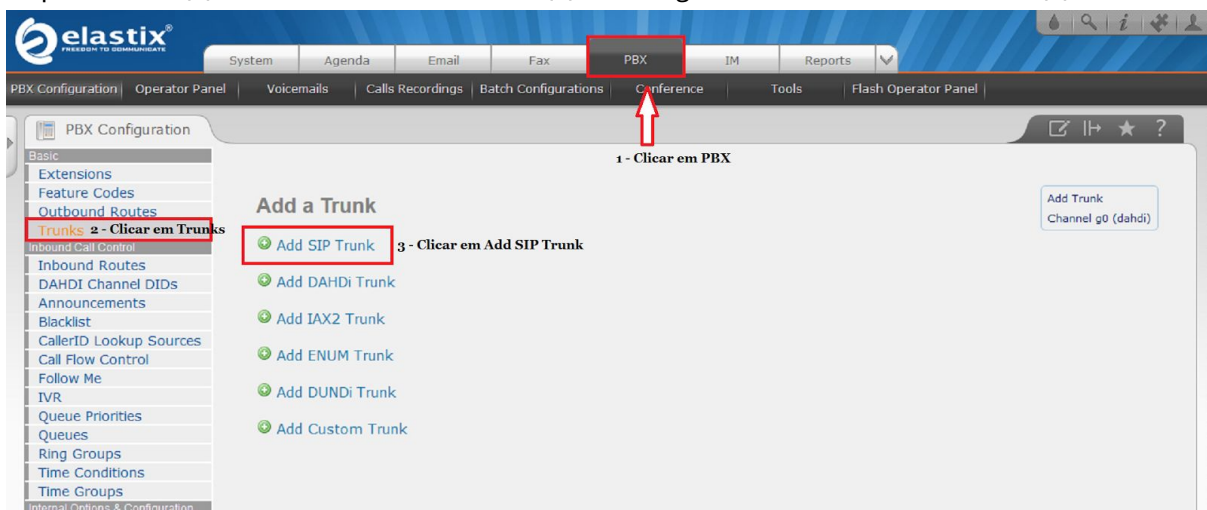 elastix®
FREEDOM TO COMMUNICATE
System Agenda Email Fax PBX IM Reports
PBX Configuration Operator Panel Voicemails Calls Recordings Batch Configurations Conference Tools Flash Operator Panel
PBX Configuration
1 - Clicar em PBX
Basic
Extensions
Feature Codes
Outbound Routes
Trunks 2 - Clicar em Trunks
Inbound Call Control
Inbound Routes
DAHDI Channel DIDs
Announcements
Blacklist
CallerID Lookup Sources
Call Flow Control
Follow Me
IVR
Queue Priorities
Queues
Ring Groups
Time Conditions
Time Groups
Internal Options & Configuration
Add a Trunk
Add SIP Trunk 3 - Clicar em Add SIP Trunk
Add DAHDi Trunk
Add IAX2 Trunk
Add ENUM Trunk
Add DUNDi Trunk
Add Custom Trunk
Add Trunk
Channel g0 (dahdi)